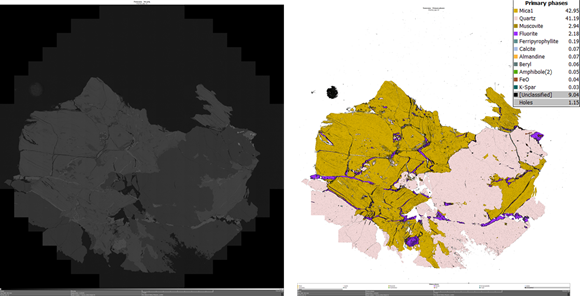 Primary phases
Mica1 42.95
Quartz 41.19
Muscovite 2.94
Fluorite 2.18
Ferripyrophyllite 0.19
Calcite 0.07
Almandine 0.07
Beryl 0.06
Amphibole(2) 0.05
FeO 0.04
K-Spar 0.03
[Unclassified] 9.04
Holes 1.15